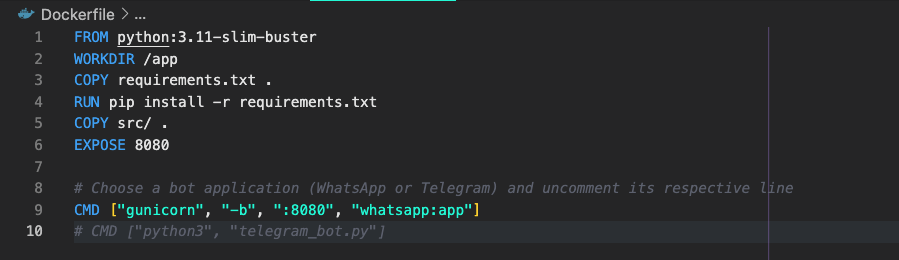 Dockerfile > ...
1 FROM python:3.11-slim-buster
2 WORKDIR /app
3 COPY requirements.txt .
4 RUN pip install -r requirements.txt
5 COPY src/ .
6 EXPOSE 8080
7
8 # Choose a bot application (WhatsApp or Telegram) and uncomment its respective line
9 CMD ["gunicorn", "-b", ":8080", "whatsapp:app"]
10 # CMD ["python3", "telegram_bot.py"]